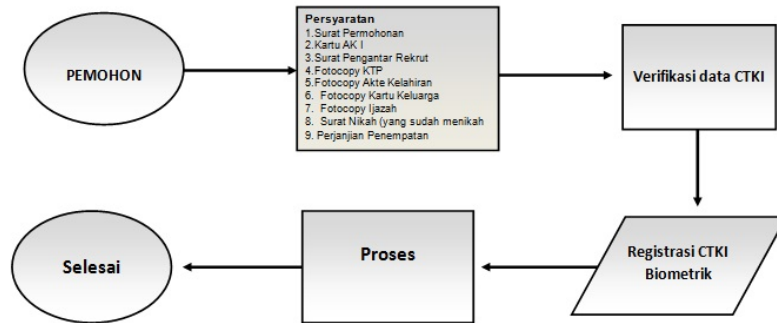 PEMOHON
Persyaratan
1.Surat Permohonan
2.Kartu AK I
3.Surat Pengantar Rekrut
4.Fotocopy KTP
5.Fotocopy Akte Kelahiran
6. Fotocopy Kartu Keluarga
7. Fotocopy Ijazah
8. Surat Nikah (yang sudah menikah
9. Perjanjian Penempatan
Verifikasi data CTKI
Registrasi CTKI
Biometrik
Proses
Selesai